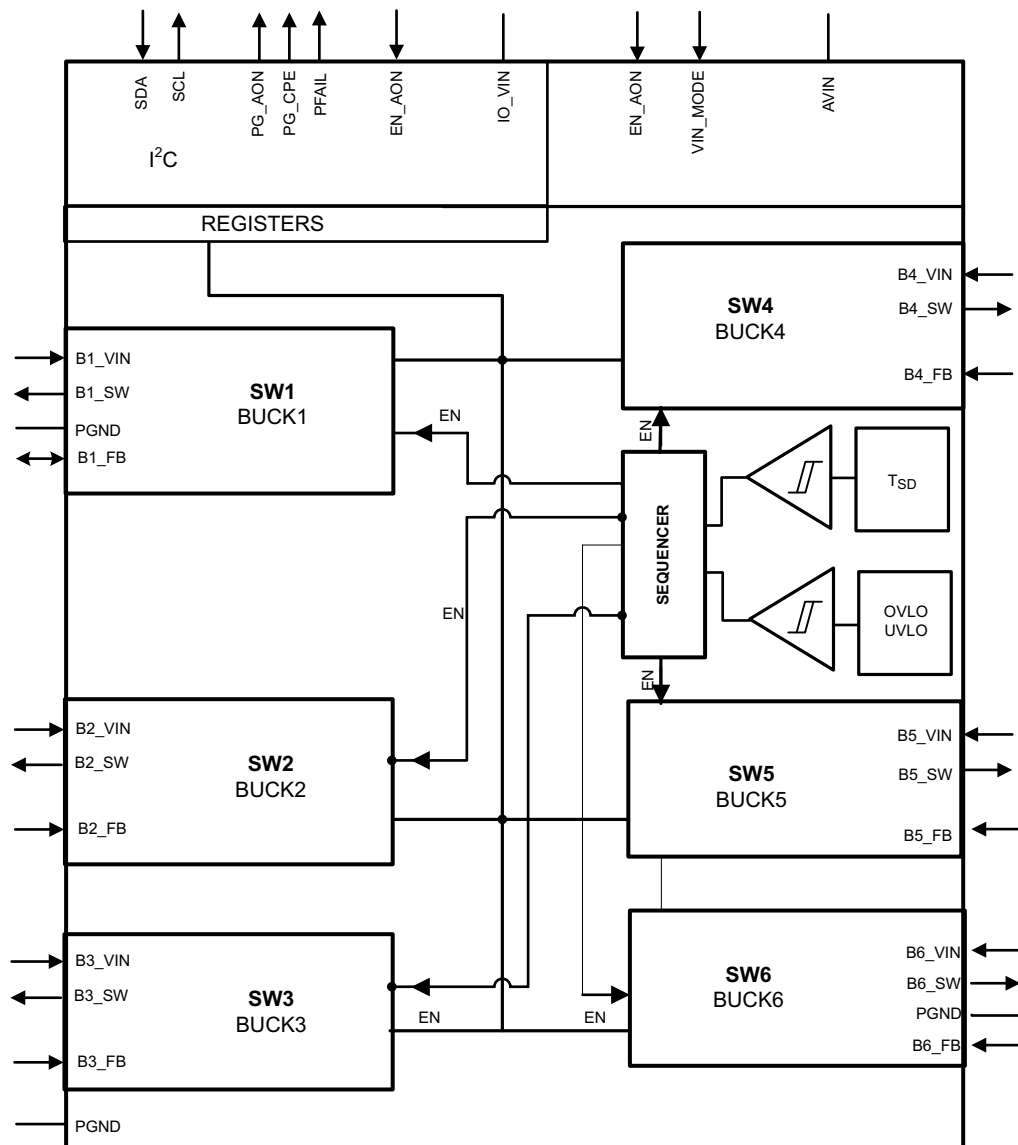 SDA
SCL
PG_AON
PG_CPE
PFAIL
EN_AON
IO_VIN
EN_AON
VIN_MODE
AVIN
I²C
REGISTERS
B1_VIN
B1_SW
PGND
B1_FB
SW1
BUCK1
SW4
BUCK4
B4_VIN
B4_SW
B4_FB
EN
EN
EN
SEQUENCER
TSD
OVLO
UVLO
EN
B2_VIN
B2_SW
B2_FB
SW2
BUCK2
SW5
BUCK5
B5_VIN
B5_SW
B5_FB
B3_VIN
B3_SW
B3_FB
SW3
BUCK3
EN
EN
SW6
BUCK6
B6_VIN
B6_SW
PGND
B6_FB
PGND